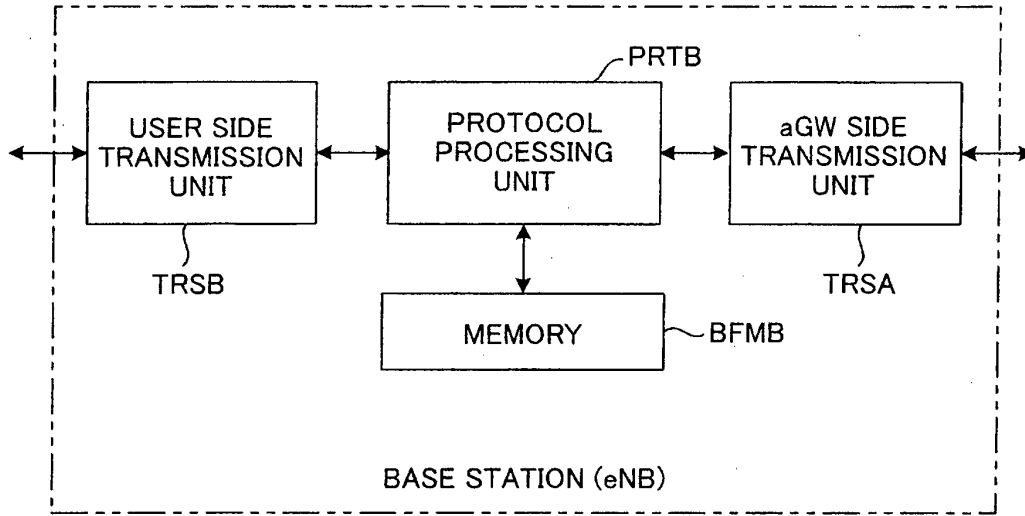 PRTB
USER SIDE
TRANSMISSION
UNIT
PROTOCOL
PROCESSING
UNIT
aGW SIDE
TRANSMISSION
UNIT
TRSB
TRSA
MEMORY
BFMB
BASE STATION (eNB)